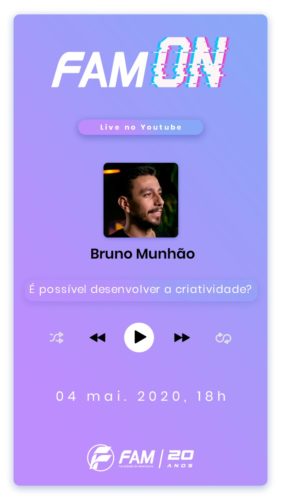 FAM ON
Live no Youtube
Bruno Munhão
É possível desenvolver a criatividade?
04 mai. 2020, 18h
FAM | 20
ANOS